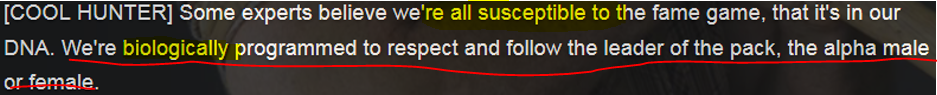 [COOL HUNTER] Some experts believe we're all susceptible to the fame game, that it's in our
DNA. We're biologically programmed to respect and follow the leader of the pack, the alpha male
or female.